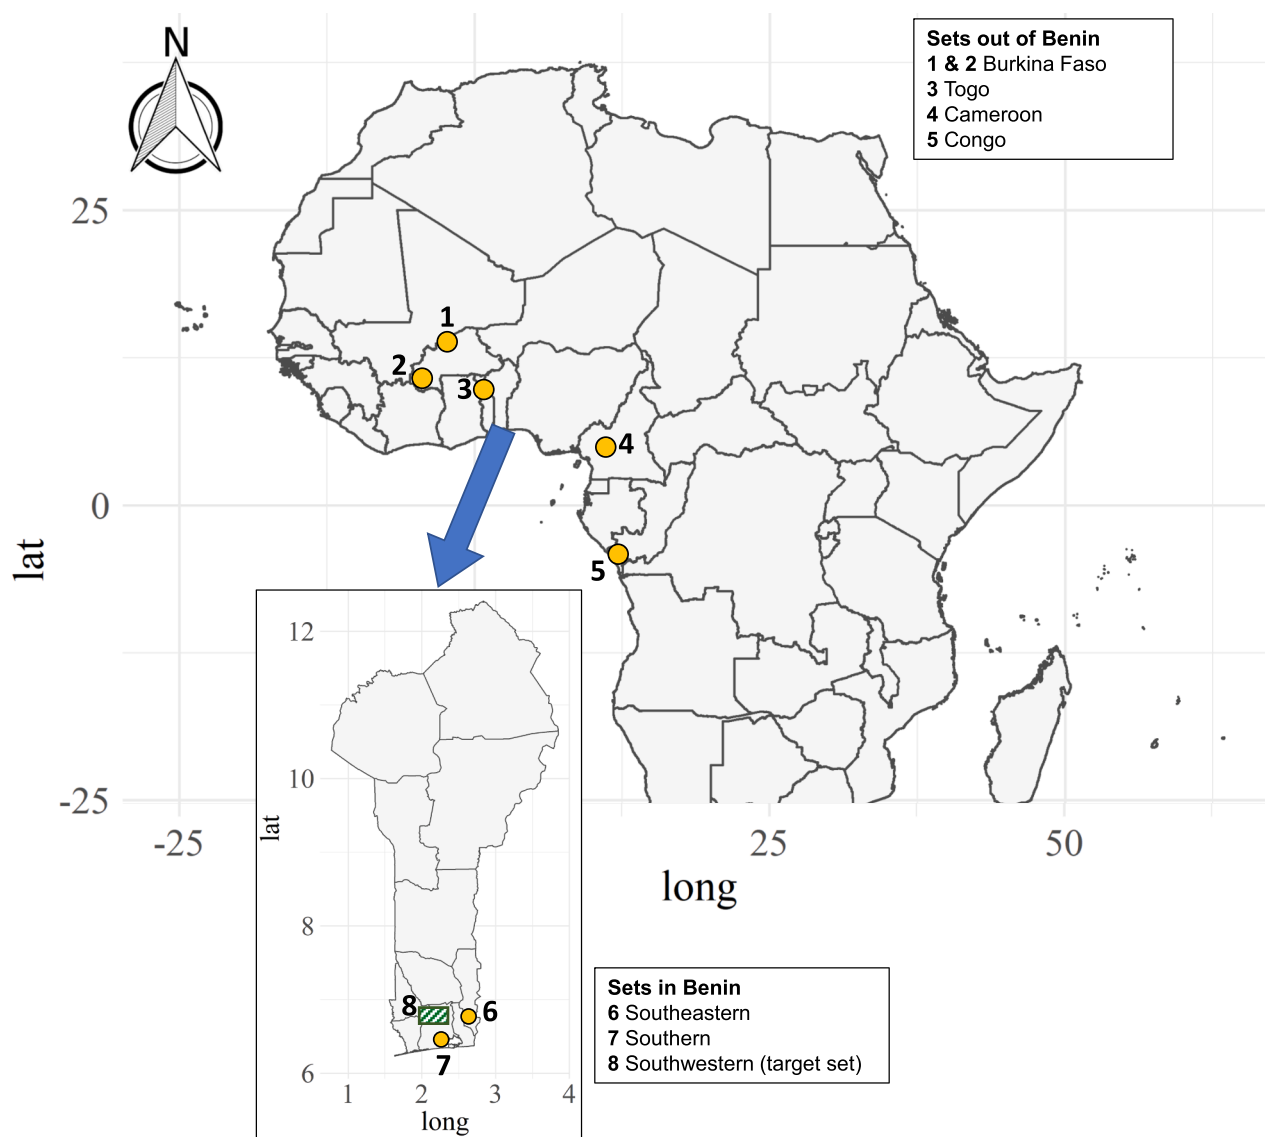 N
Sets out of Benin
1 & 2 Burkina Faso
3 Togo
4 Cameroon
5 Congo
25
0
-25
lat
1
2
3
4
5
-25
25
50
long
12
10
8
6
lat
8
6
7
1
2
3
4
long
Sets in Benin
6 Southeastern
7 Southern
8 Southwestern (target set)